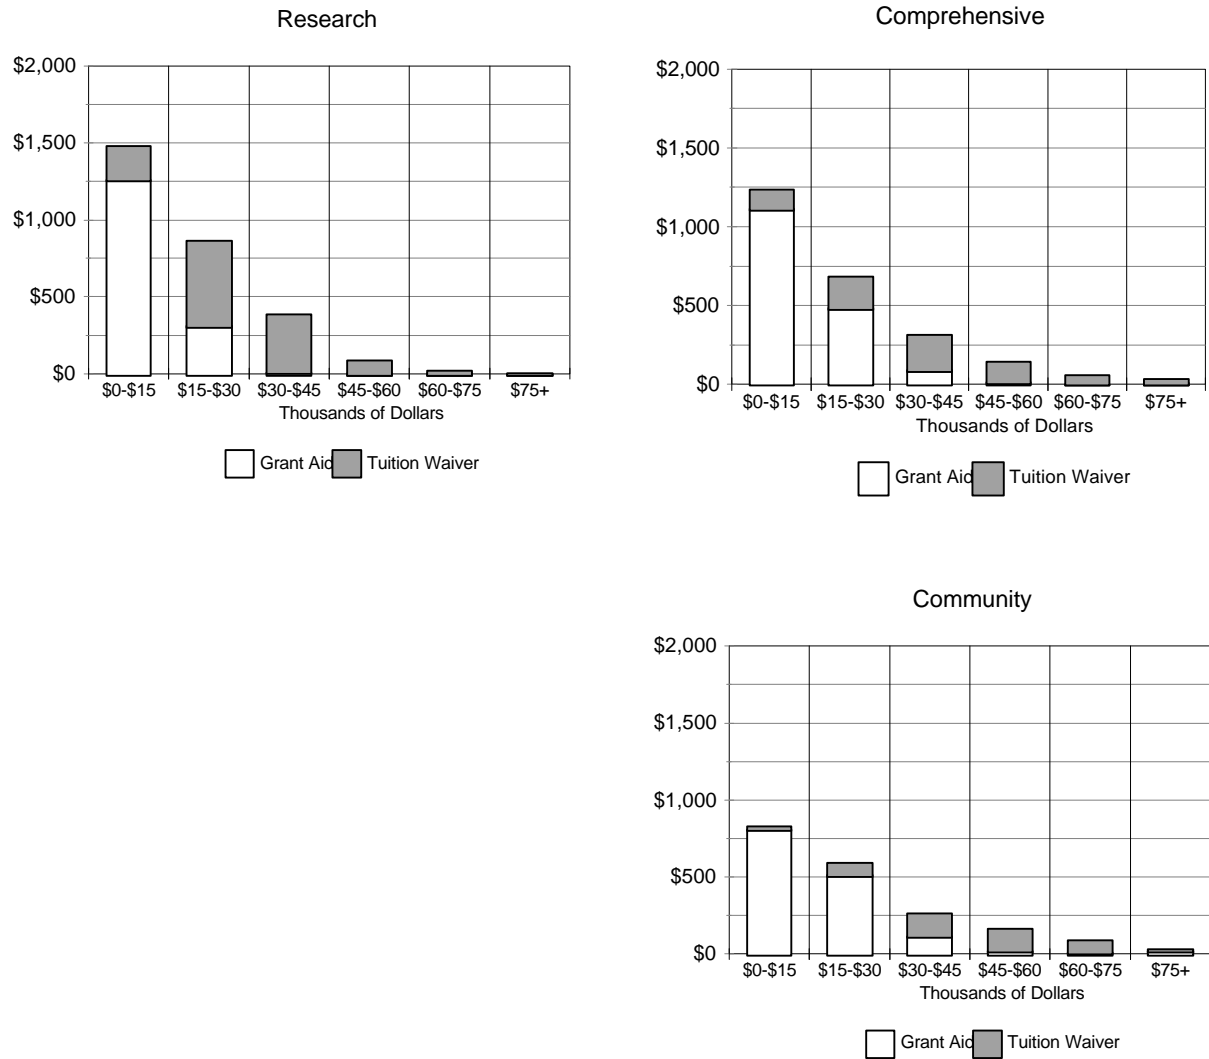 Research
$2,000
$1,500
$1,000
$500
$0
$0-$15 $15-$30 $30-$45 $45-$60 $60-$75 $75+
Thousands of Dollars
Grant Aid Tuition Waiver
Comprehensive
$2,000
$1,500
$1,000
$500
$0
$0-$15 $15-$30 $30-$45 $45-$60 $60-$75 $75+
Thousands of Dollars
Grant Aid Tuition Waiver
Community
$2,000
$1,500
$1,000
$500
$0
$0-$15 $15-$30 $30-$45 $45-$60 $60-$75 $75+
Thousands of Dollars
Grant Aid Tuition Waiver